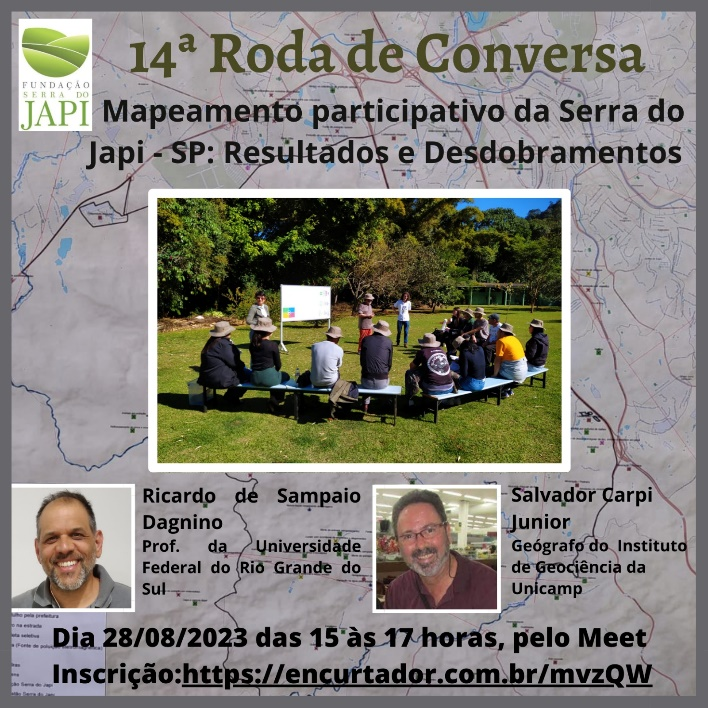 14ª Roda de Conversa
FUNDAÇÃO
SERRA DO
JAPI
Mapeamento participativo da Serra do
Japi - SP: Resultados e Desdobramentos
Ricardo de Sampaio
Dagnino
Prof. da Universidade
Federal do Rio Grande do
Sul
Salvador Carpi
Junior
Geógrafo do Instituto
de Geociência da
Unicamp
Dia 28/08/2023 das 15 às 17 horas, pelo Meet
Inscrição:https://encurtador.com.br/mvzQW